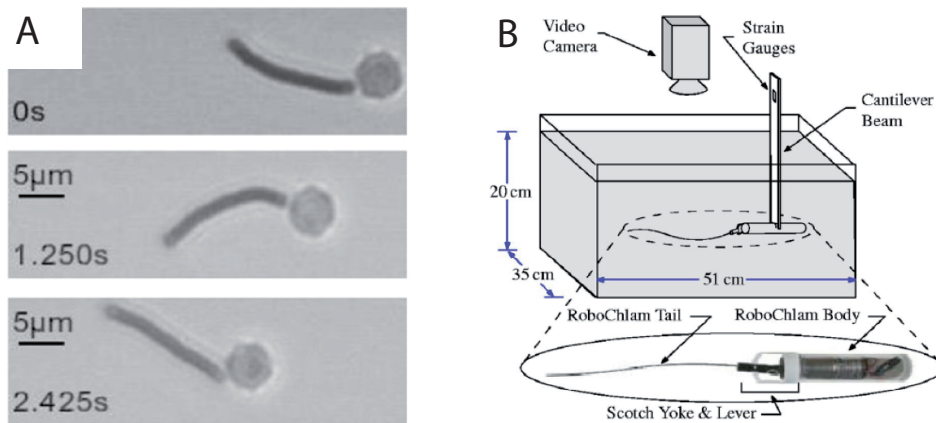 A
0s
5μm
1.250s
5μm
2.425s
B
Video
Camera
Strain
Gauges
Cantilever
Beam
20 cm
35 cm
51 cm
RoboChlam Tail
RoboChlam Body
Scotch Yoke & Lever